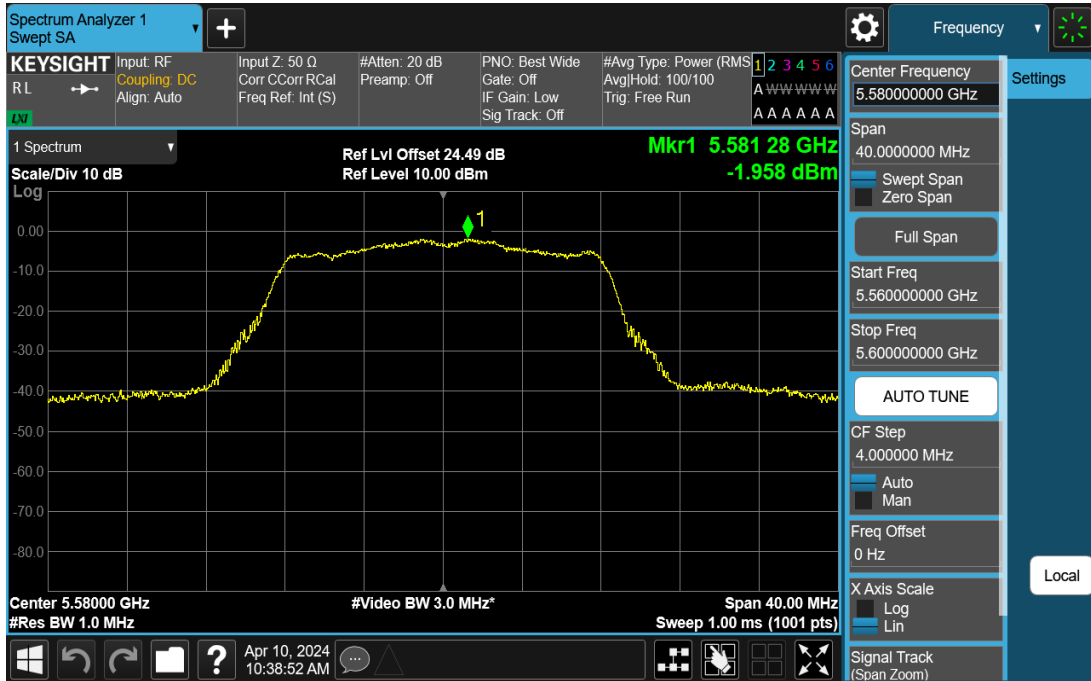 Spectrum Analyzer 1
Swept SA
+
Frequency
KEYSIGHT
R L
LXI
Input: RF
Coupling: DC
Align: Auto
Input Z: 50 Ω
Corr CCorr RCal
Freq Ref: Int (S)
#Atten: 20 dB
Preamp: Off
PNO: Best Wide
Gate: Off
IF Gain: Low
Sig Track: Off
#Avg Type: Power (RMS
Avg|Hold: 100/100
Trig: Free Run
1 2 3 4 5 6
A W W W W W
A A A A A A
1 Spectrum
Scale/Div 10 dB
Log
Ref Lvl Offset 24.49 dB
Ref Level 10.00 dBm
Mkr1 5.581 28 GHz
-1.958 dBm
1
0.00
-10.0
-20.0
-30.0
-40.0
-50.0
-60.0
-70.0
-80.0
Center 5.58000 GHz
#Res BW 1.0 MHz
#Video BW 3.0 MHz*
Span 40.00 MHz
Sweep 1.00 ms (1001 pts)
?
Apr 10, 2024
10:38:52 AM
Center Frequency
5.580000000 GHz
Span
40.0000000 MHz
Swept Span
Zero Span
Full Span
Start Freq
5.560000000 GHz
Stop Freq
5.600000000 GHz
AUTO TUNE
CF Step
4.000000 MHz
Auto
Man
Freq Offset
0 Hz
X Axis Scale
Log
Lin
Signal Track
(Span Zoom)
Settings
Local